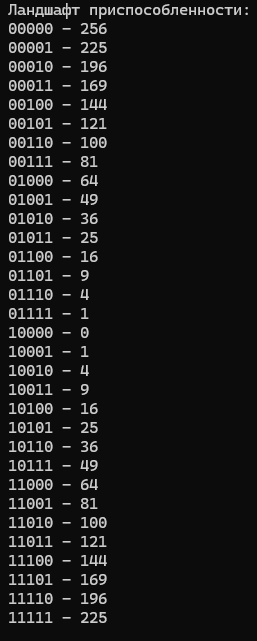 Ландшафт приспособленности:
00000 - 256
00001 - 225
00010 - 196
00011 - 169
00100 - 144
00101 - 121
00110 - 100
00111 - 81
01000 - 64
01001 - 49
01010 - 36
01011 - 25
01100 - 16
01101 - 9
01110 - 4
01111 - 1
10000 - 0
10001 - 1
10010 - 4
10011 - 9
10100 - 16
10101 - 25
10110 - 36
10111 - 49
11000 - 64
11001 - 81
11010 - 100
11011 - 121
11100 - 144
11101 - 169
11110 - 196
11111 - 225